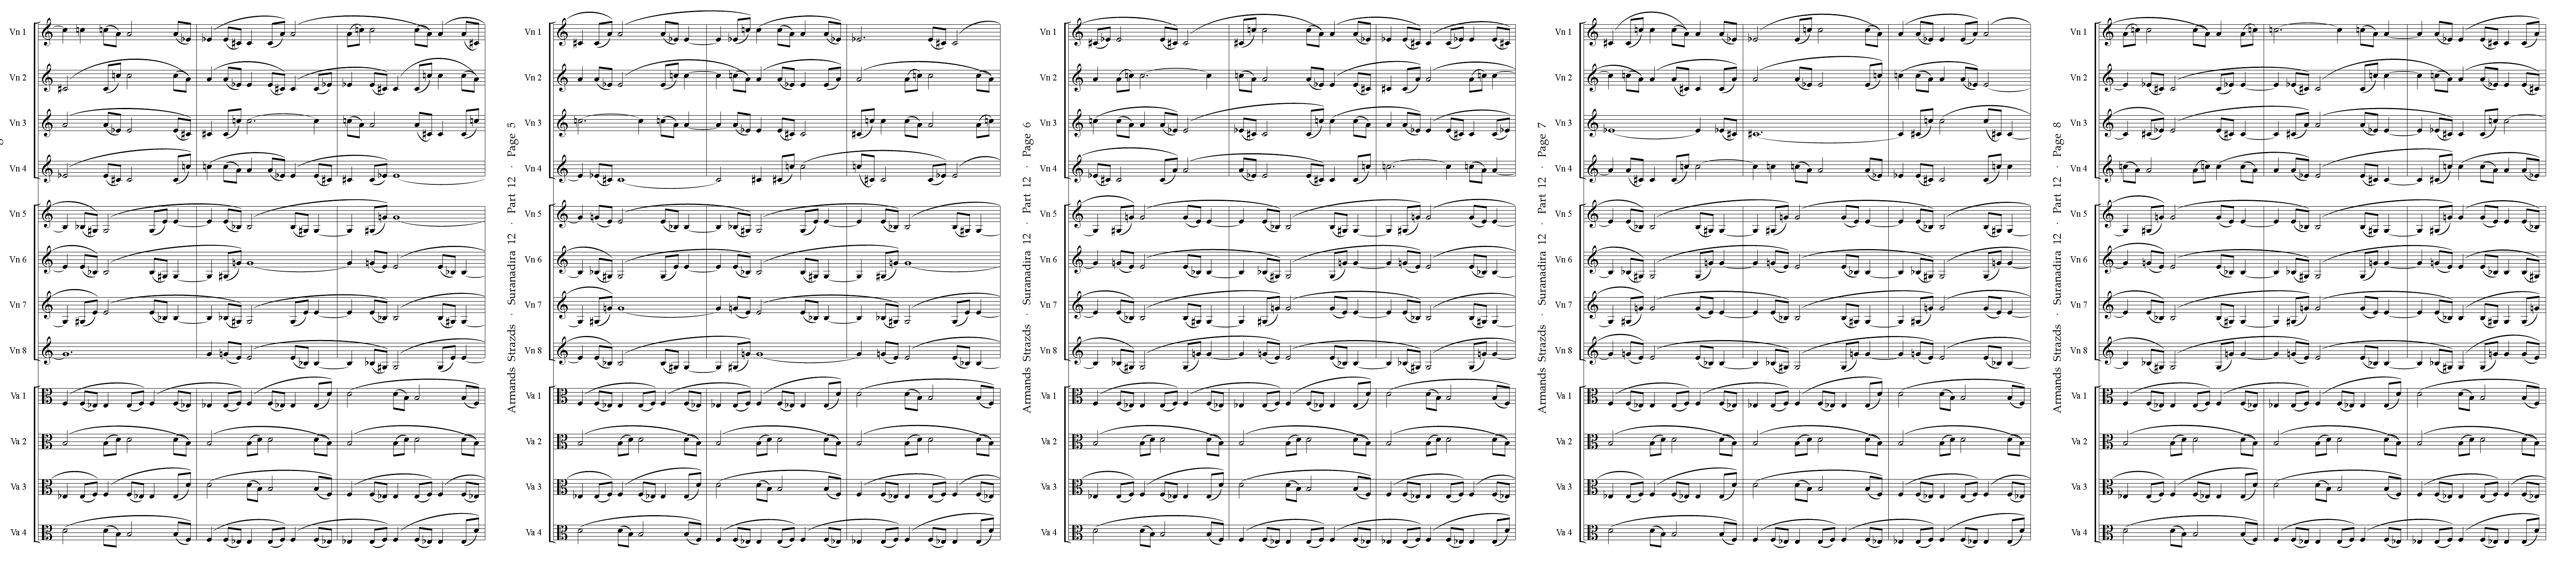 Vn 1
Vn 2
Vn 3
Vn 4
Vn 5
Vn 6
Vn 7
Vn 8
Va 1
Va 2
Va 3
Va 4
Armands Strazds · Suranadira 12 · Part 12 · Page 5
Vn 1
Vn 2
Vn 3
Vn 4
Vn 5
Vn 6
Vn 7
Vn 8
Va 1
Va 2
Va 3
Va 4
Armands Strazds · Suranadira 12 · Part 12 · Page 6
Vn 1
Vn 2
Vn 3
Vn 4
Vn 5
Vn 6
Vn 7
Vn 8
Va 1
Va 2
Va 3
Va 4
Armands Strazds · Suranadira 12 · Part 12 · Page 7
Vn 1
Vn 2
Vn 3
Vn 4
Vn 5
Vn 6
Vn 7
Vn 8
Va 1
Va 2
Va 3
Va 4
Armands Strazds · Suranadira 12 · Part 12 · Page 8
Vn 1
Vn 2
Vn 3
Vn 4
Vn 5
Vn 6
Vn 7
Vn 8
Va 1
Va 2
Va 3
Va 4